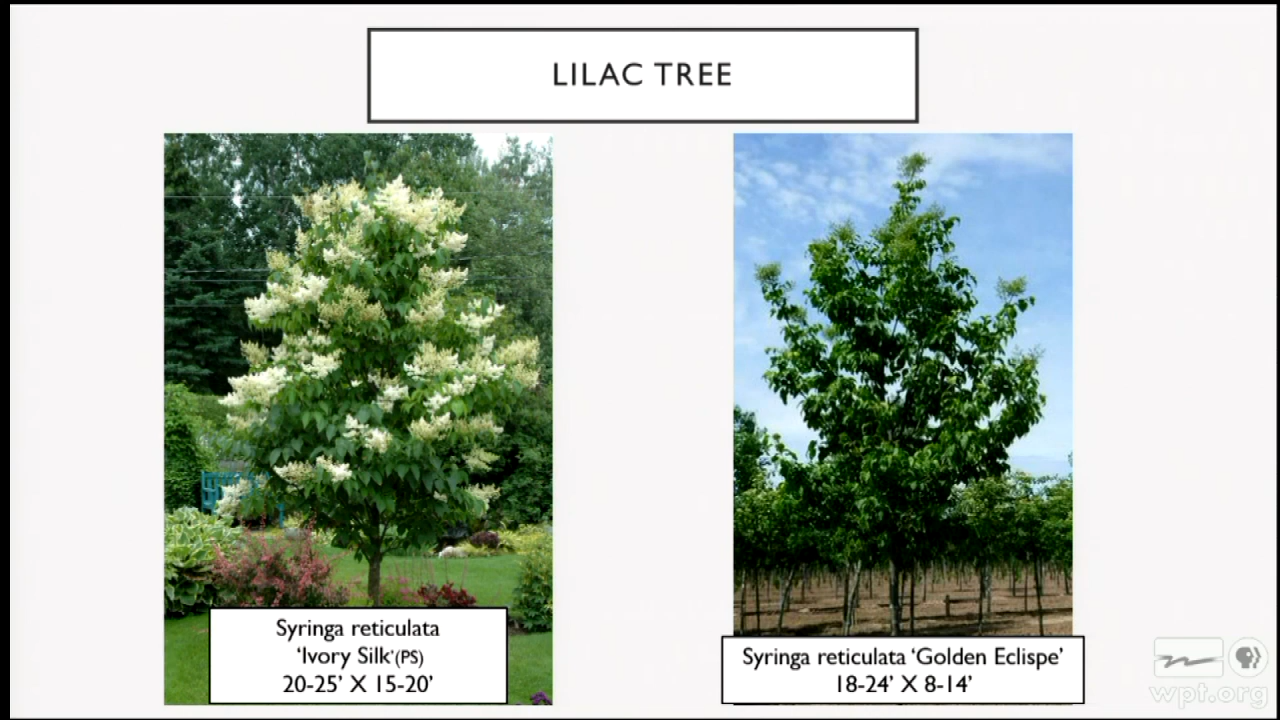 LILAC TREE
Syringa reticulata
‘Ivory Silk’(PS)
20-25’ X 15-20’
Syringa reticulata ‘Golden Eclispe’
18-24’ X 8-14’
wpt.org